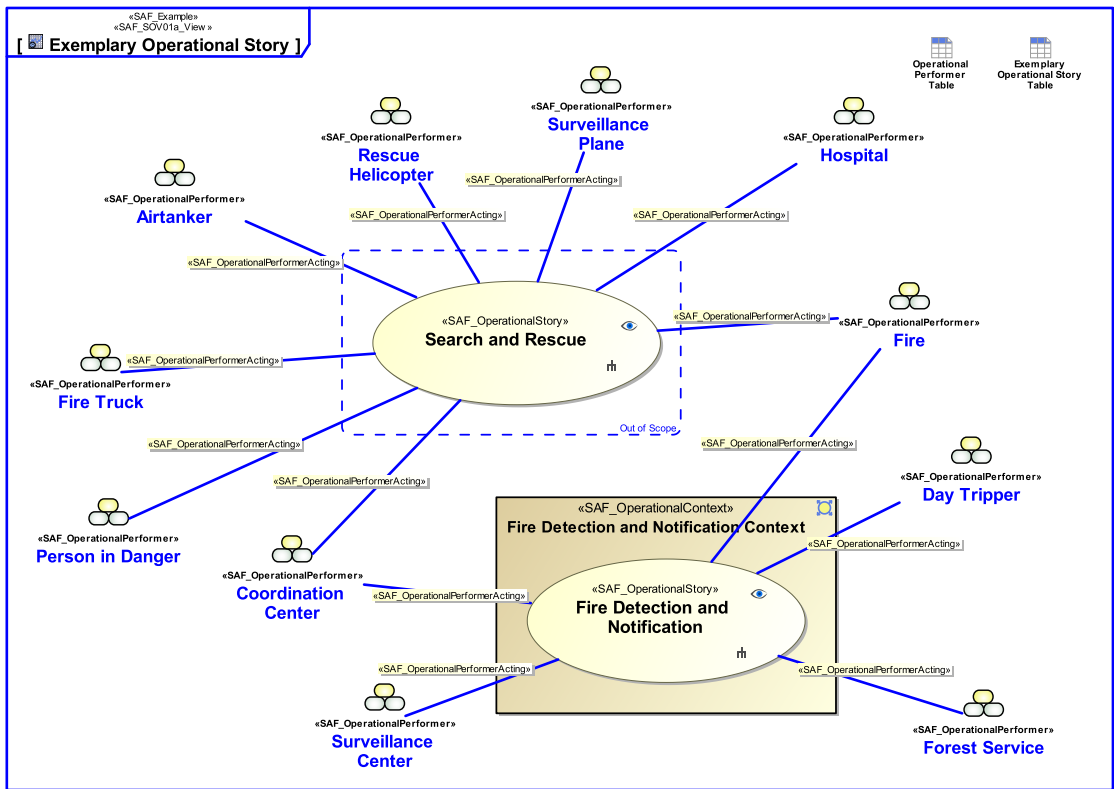 «SAF_Example»
«SAF_SOV01a_View »
[ Exemplary Operational Story ]
Operational
Performer
Table
Exemplary
Operational Story
Table
«SAF_OperationalPerformer»
Surveillance
Plane
«SAF_OperationalPerformer»
Rescue
Helicopter
«SAF_OperationalPerformer»
Hospital
«SAF_OperationalPerformer»
Airtanker
«SAF_OperationalPerformerActing»
«SAF_OperationalPerformerActing»
«SAF_OperationalPerformerActing»
«SAF_OperationalPerformerActing»
«SAF_OperationalStory»
Search and Rescue
«SAF_OperationalPerformerActing»
«SAF_OperationalPerformer»
Fire
«SAF_OperationalPerformerActing»
«SAF_OperationalPerformer»
Fire Truck
Out of Scope
«SAF_OperationalPerformerActing»
«SAF_OperationalPerformerActing»
«SAF_OperationalPerformerActing»
«SAF_OperationalPerformer»
Day Tripper
«SAF_OperationalPerformer»
Person in Danger
«SAF_OperationalContext»
Fire Detection and Notification Context
«SAF_OperationalPerformerActing»
«SAF_OperationalPerformer»
Coordination
Center
«SAF_OperationalPerformerActing»
«SAF_OperationalStory»
Fire Detection and
Notification
«SAF_OperationalPerformerActing»
«SAF_OperationalPerformerActing»
«SAF_OperationalPerformer»
Surveillance
Center
«SAF_OperationalPerformer»
Forest Service